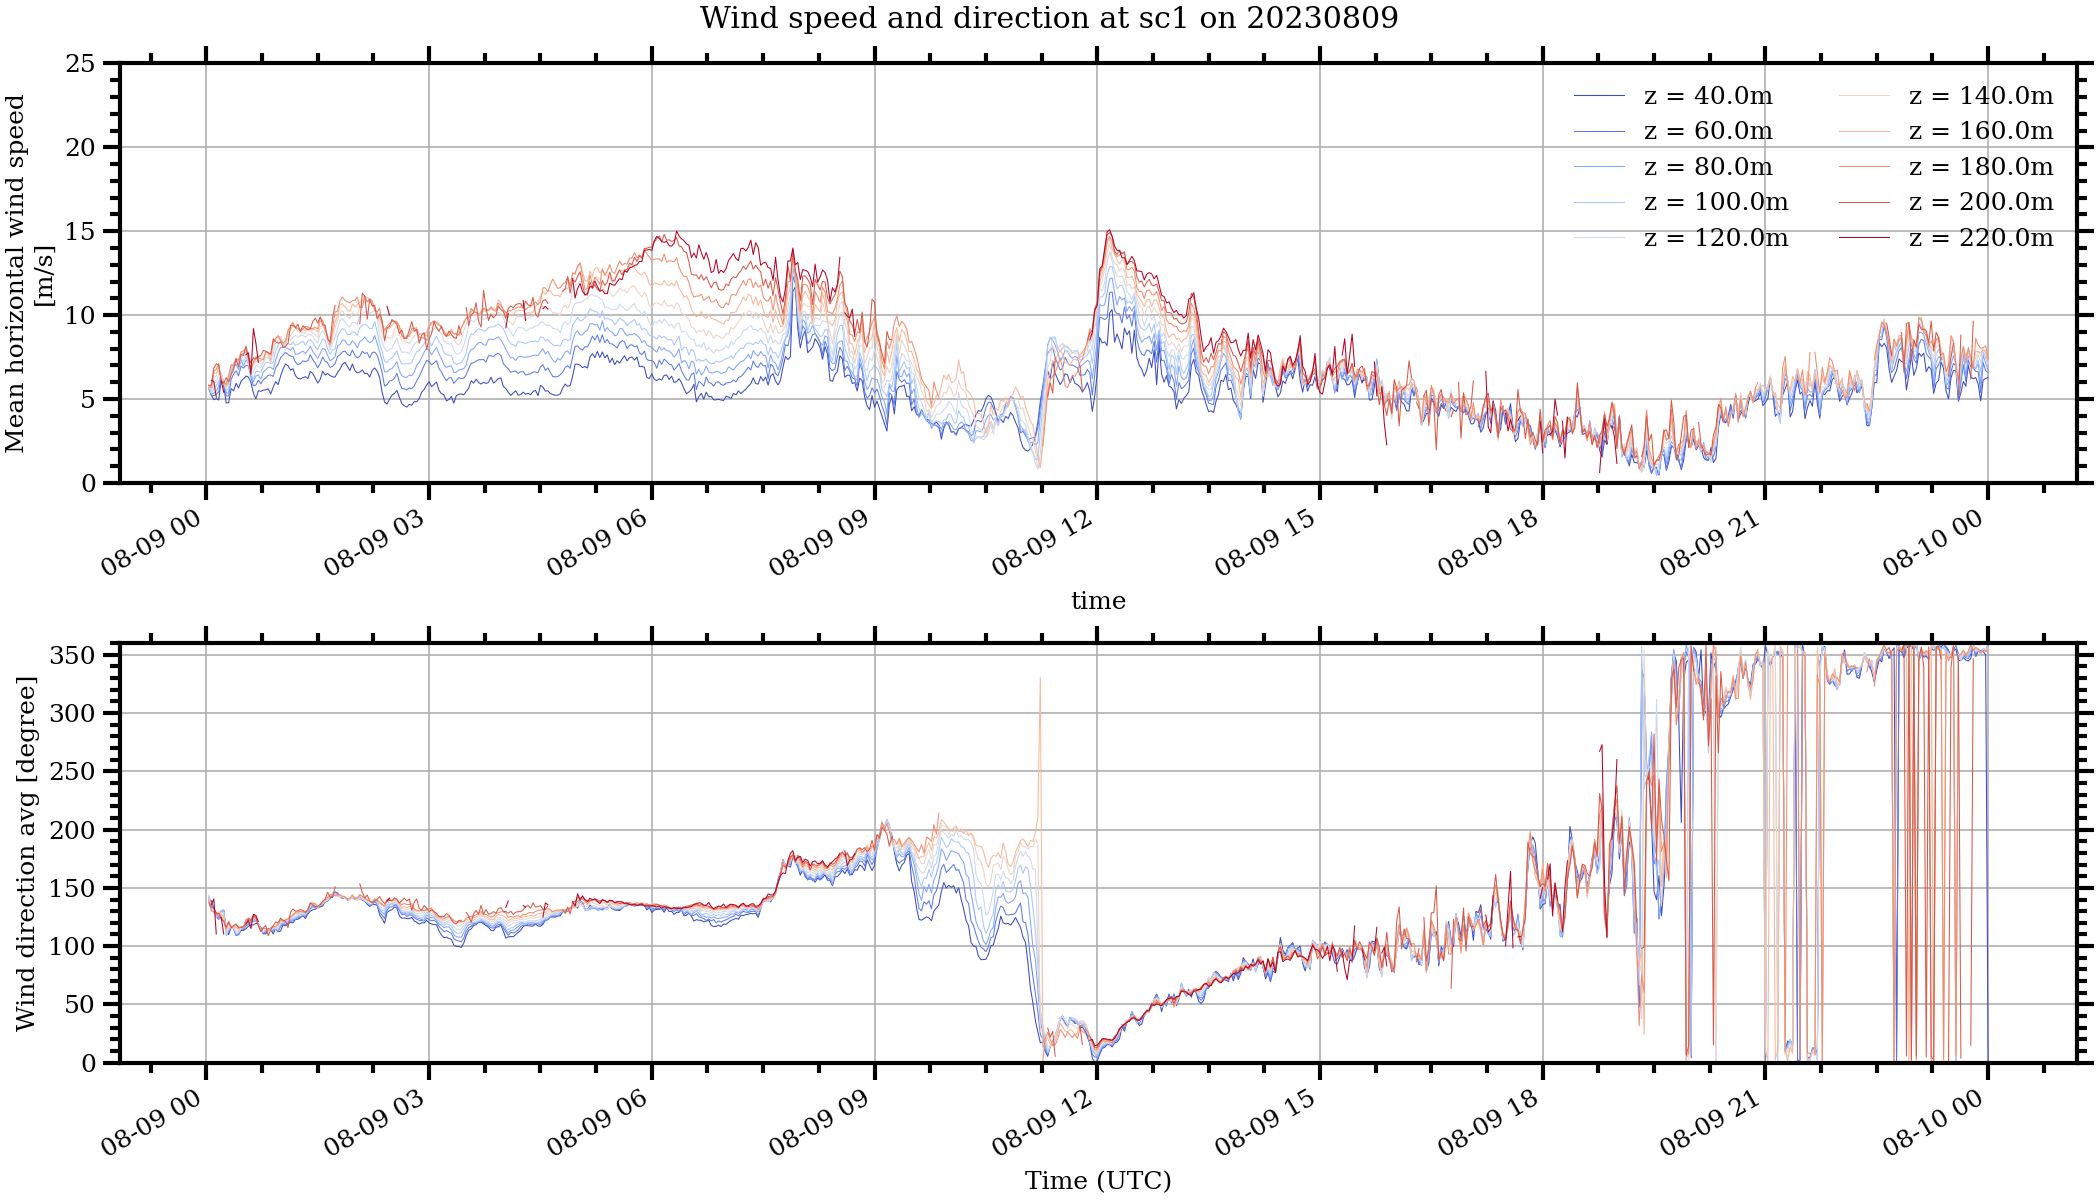 Wind speed and direction at sc1 on 20230809
Mean horizontal wind speed
[m/s]
25
20
15
10
5
0
z = 40.0m
z = 60.0m
z = 80.0m
z = 100.0m
z = 120.0m
z = 140.0m
z = 160.0m
z = 180.0m
z = 200.0m
z = 220.0m
08-09 00
08-09 03
08-09 06
08-09 09
08-09 12
08-09 15
08-09 18
08-09 21
08-10 00
time
Wind direction avg [degree]
350
300
250
200
150
100
50
0
08-09 00
08-09 03
08-09 06
08-09 09
08-09 12
08-09 15
08-09 18
08-09 21
08-10 00
Time (UTC)